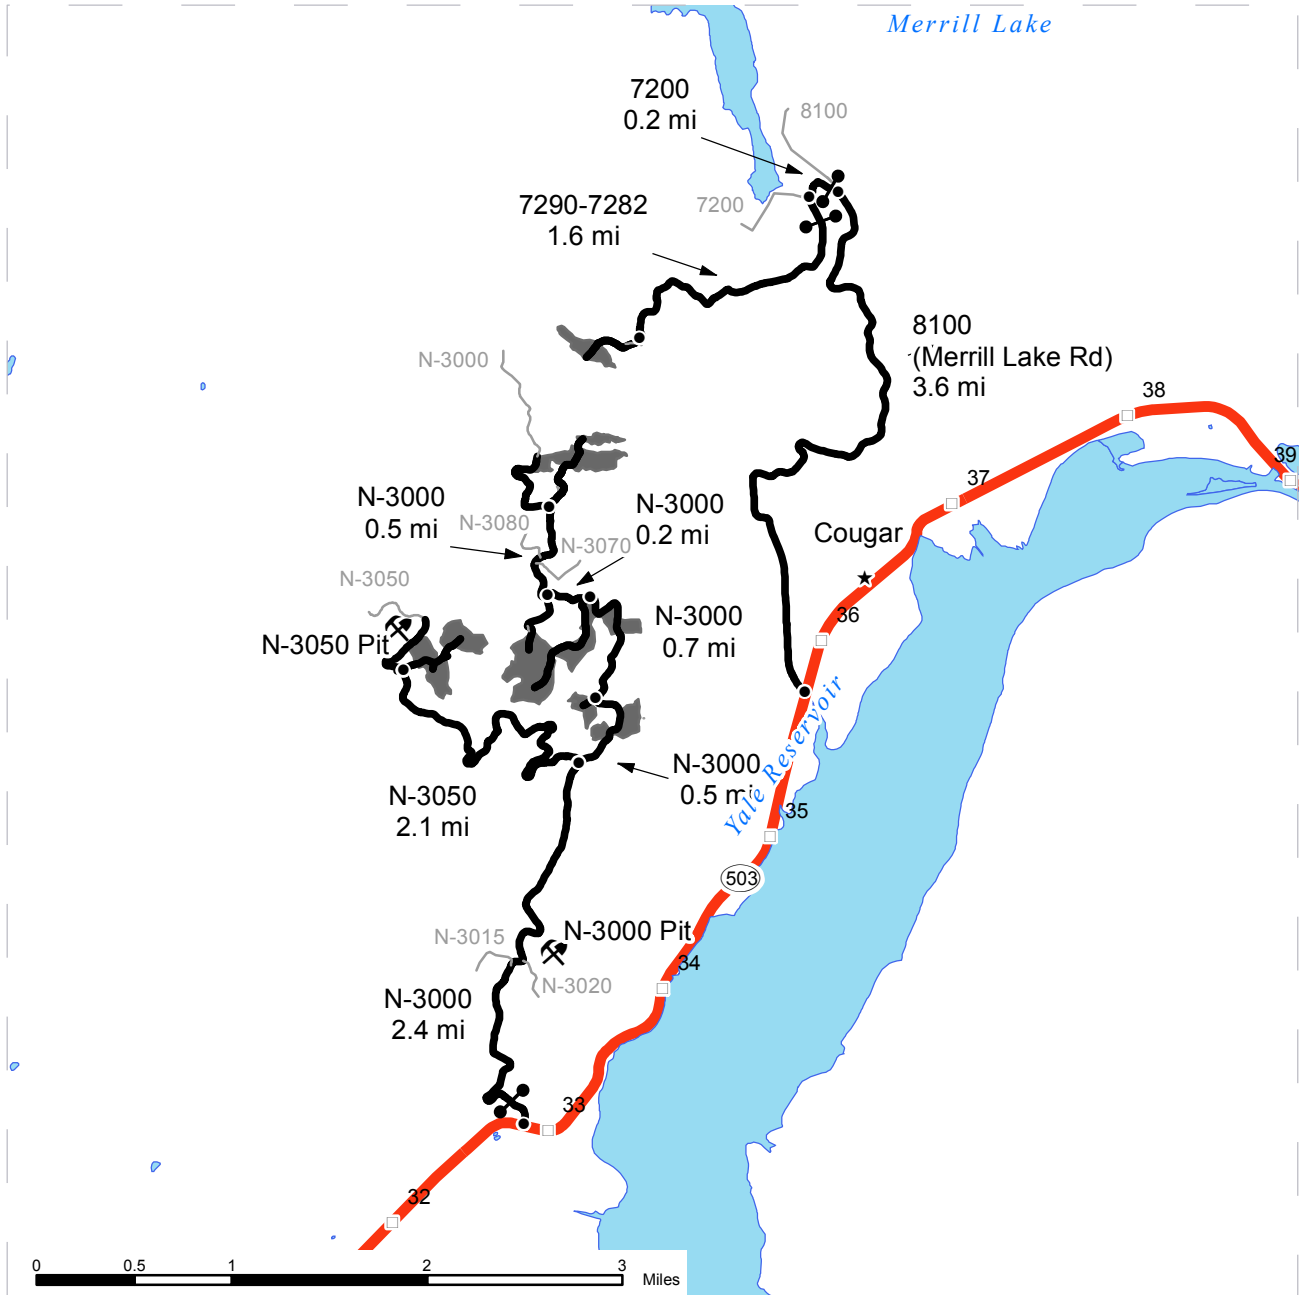 Merrill Lake
7200
0.2 mi
8100
7290-7282
1.6 mi
7200
8100
(Merrill Lake Rd)
3.6 mi
N-3000
38
39
37
N-3000
0.5 mi
N-3080
N-3000
0.2 mi
N-3070
Cougar
N-3050
36
N-3050 Pit
N-3000
0.7 mi
Yale Reservoir
N-3000
0.5 mi
N-3050
2.1 mi
35
503
N-3015
N-3000 Pit
34
N-3020
N-3000
2.4 mi
33
32
0 0.5 1 2 3
Miles